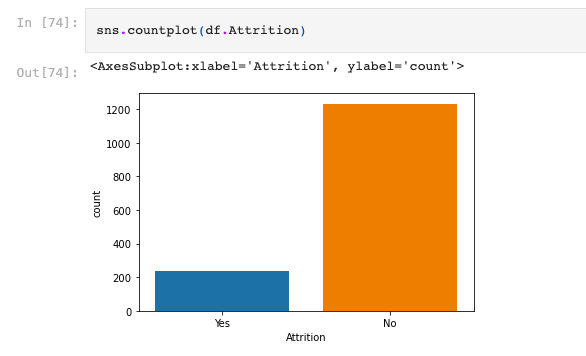 In [74]: sns.countplot(df.Attrition)
Out[74]: <AxesSubplot:xlabel='Attrition', ylabel='count'>
1200
1000
800
600
400
200
0
count
Yes No
Attrition